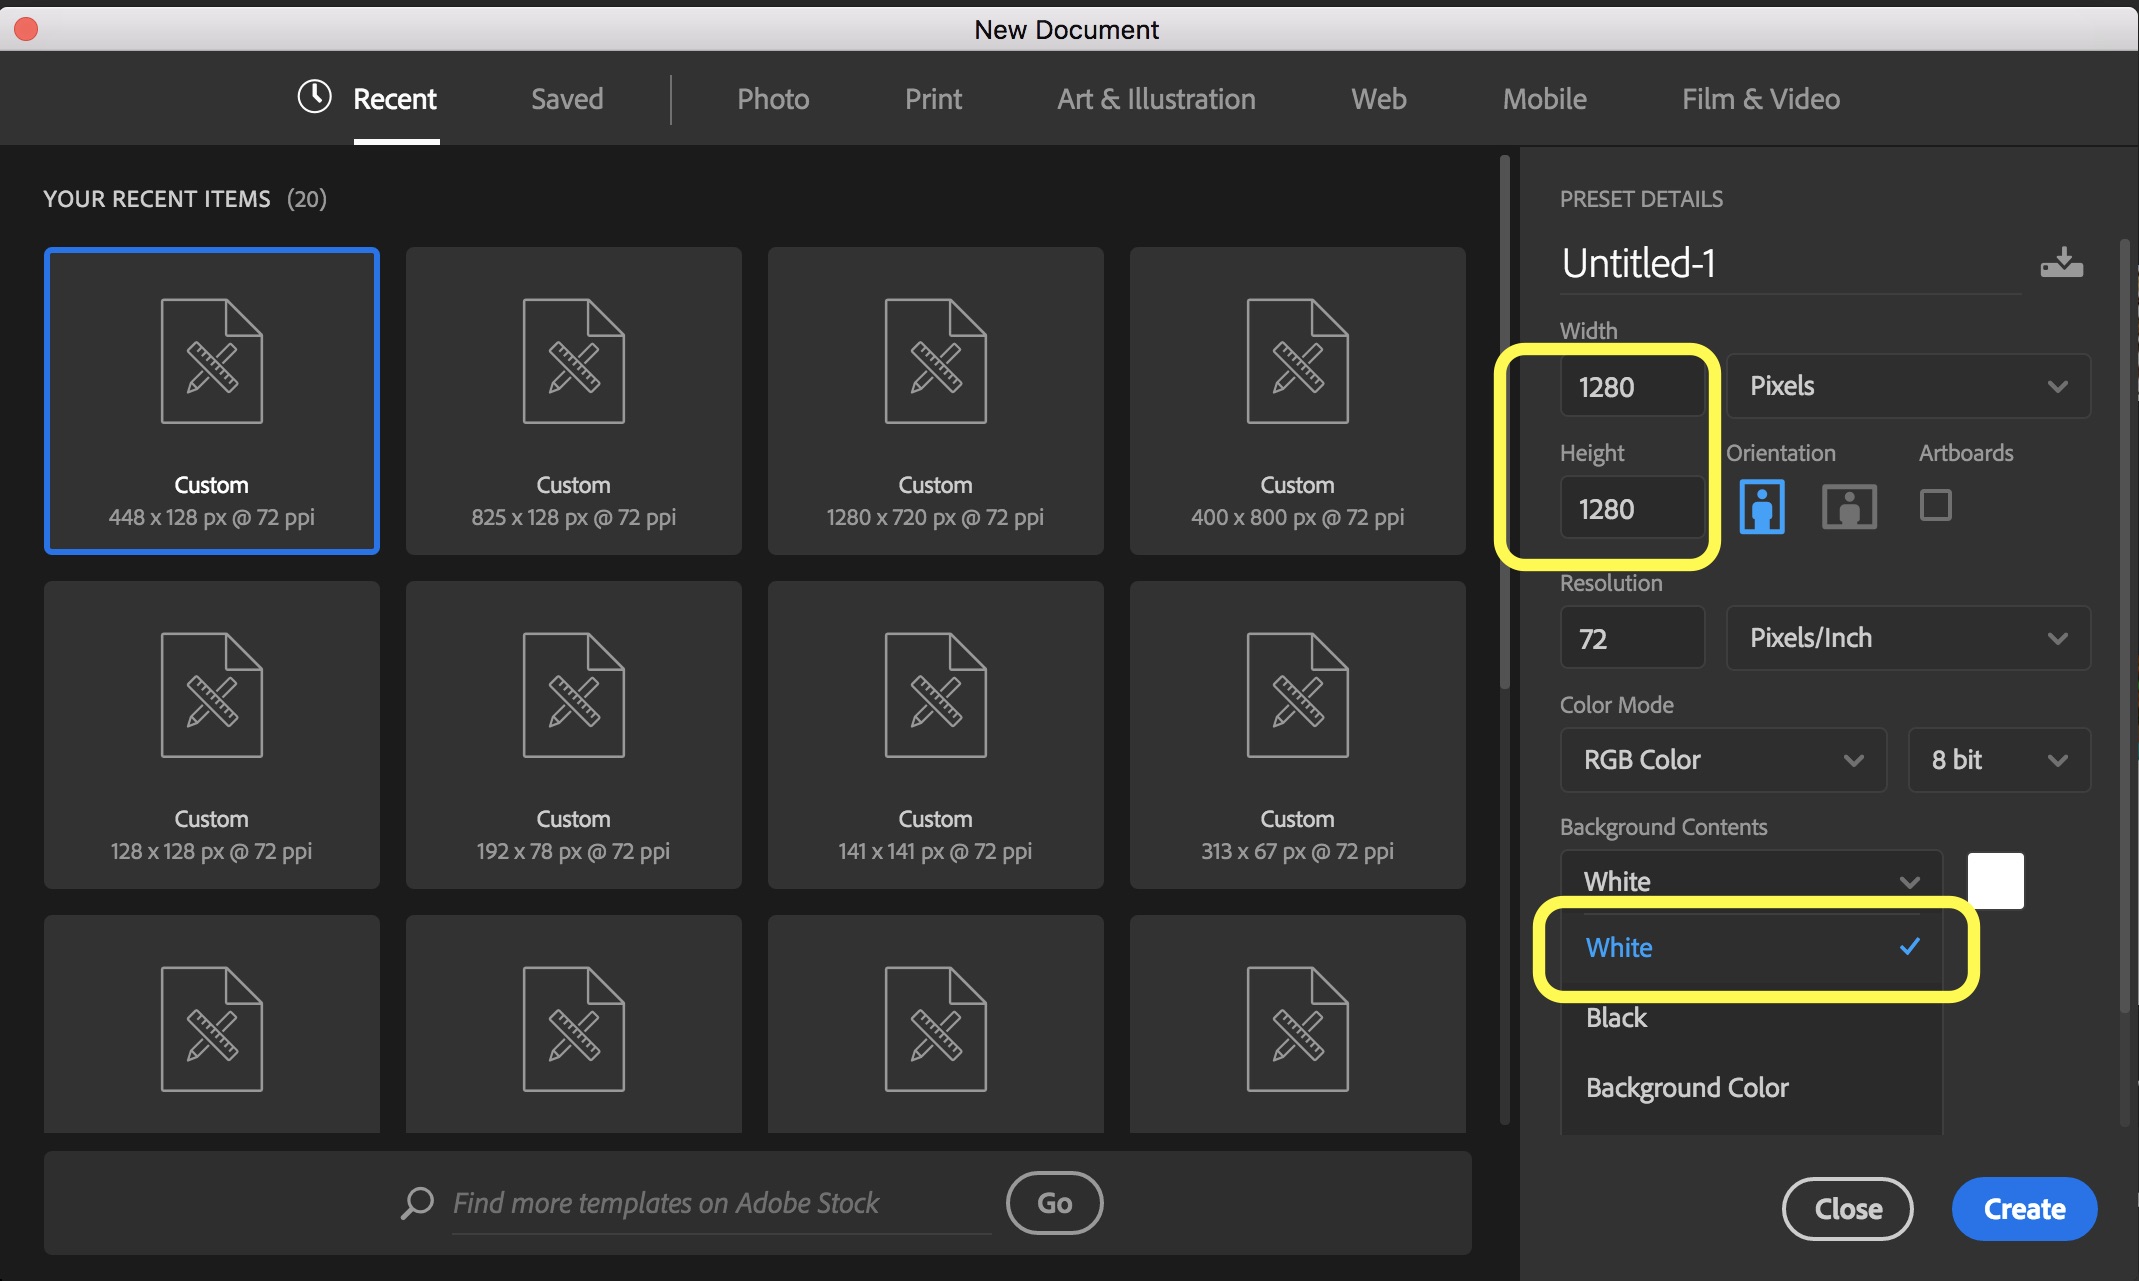 New Document
Recent Saved Photo Print Art & Illustration Web Mobile Film & Video
YOUR RECENT ITEMS (20)
Custom
448 x 128 px @ 72 ppi
Custom
825 x 128 px @ 72 ppi
Custom
1280 x 720 px @ 72 ppi
Custom
400 x 800 px @ 72 ppi
Custom
128 x 128 px @ 72 ppi
Custom
192 x 78 px @ 72 ppi
Custom
141 x 141 px @ 72 ppi
Custom
313 x 67 px @ 72 ppi
Find more templates on Adobe Stock Go
PRESET DETAILS
Untitled-1
Width
1280 Pixels
Height Orientation Artboards
1280
Resolution
72 Pixels/Inch
Color Mode
RGB Color 8 bit
Background Contents
White
White
Black
Background Color
Close Create